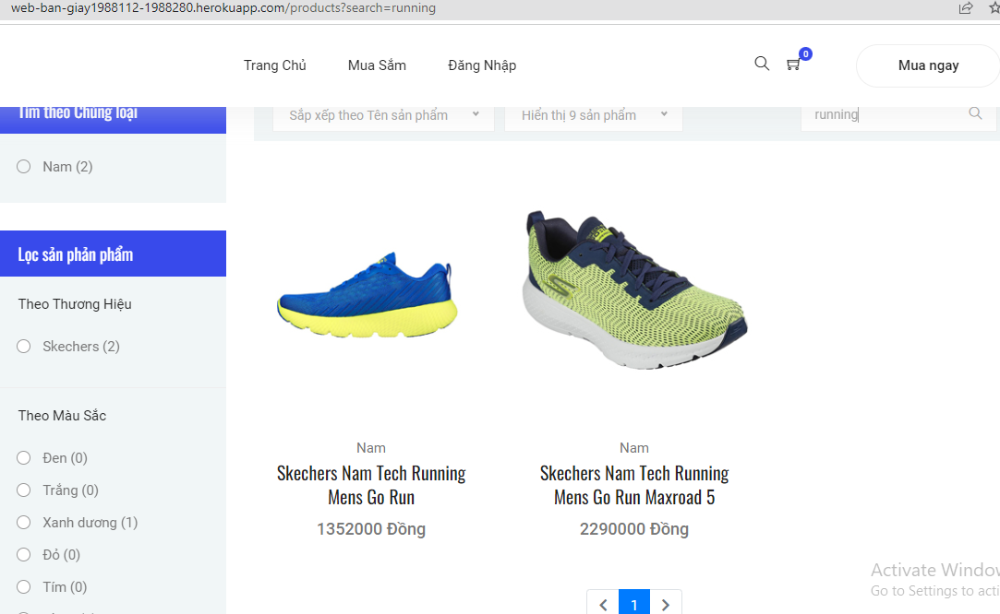 web-ban-giay1988112-1988280.herokuapp.com/products?search=running
Trang Chủ
Mua Sắm
Đăng Nhập
0
Mua ngay
Tìm theo Chủng loại
Sắp xếp theo Tên sản phẩm
Hiển thị 9 sản phẩm
running
Nam (2)
Lọc sản phản phẩm
Theo Thương Hiệu
Skechers (2)
Theo Màu Sắc
Đen (0)
Trắng (0)
Xanh dương (1)
Đỏ (0)
Tím (0)
Nam
Skechers Nam Tech Running
Mens Go Run
1352000 Đồng
Nam
Skechers Nam Tech Running
Mens Go Run Maxroad 5
2290000 Đồng
1
Activate Window
Go to Settings to acti